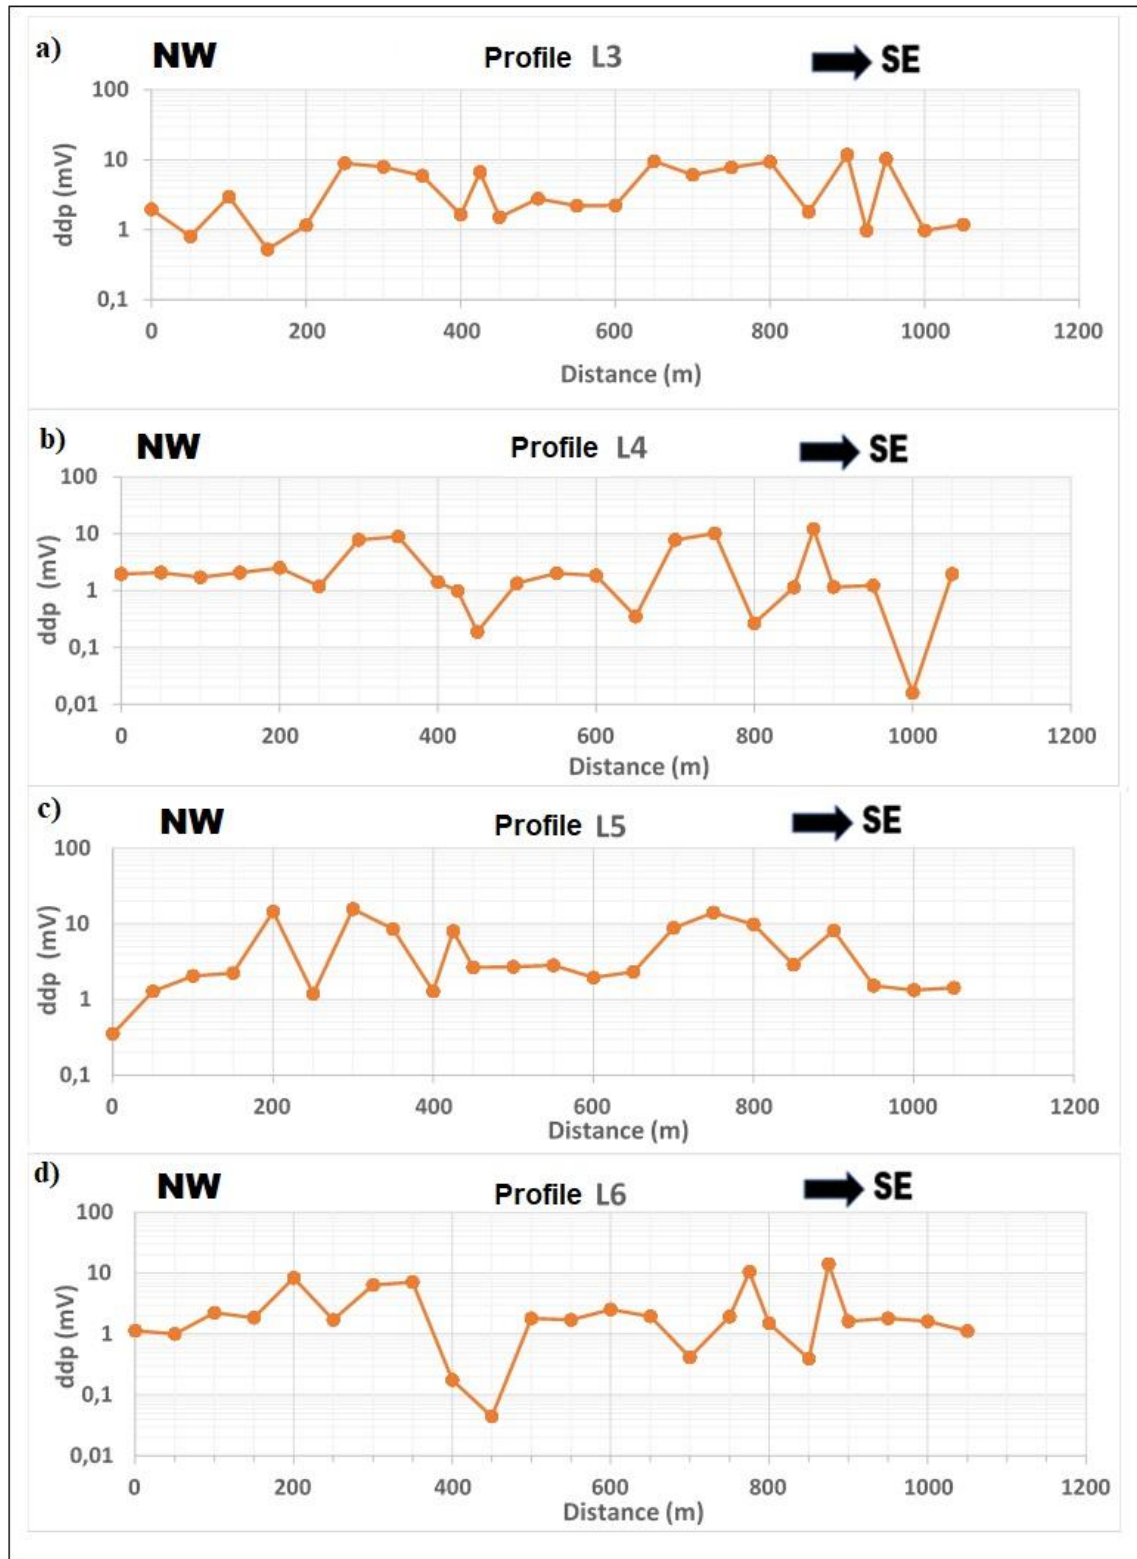 a) NW Profile L3 SE
100
10
1
0,1
ddp (mV)
0 200 400 600 800 1000 1200
Distance (m)
b) NW Profile L4 SE
100
10
1
0,1
0,01
ddp (mV)
0 200 400 600 800 1000 1200
Distance (m)
c) NW Profile L5 SE
100
10
1
0,1
ddp (mV)
0 200 400 600 800 1000 1200
Distance (m)
d) NW Profile L6 SE
100
10
1
0,1
0,01
ddp (mV)
0 200 400 600 800 1000 1200
Distance (m)